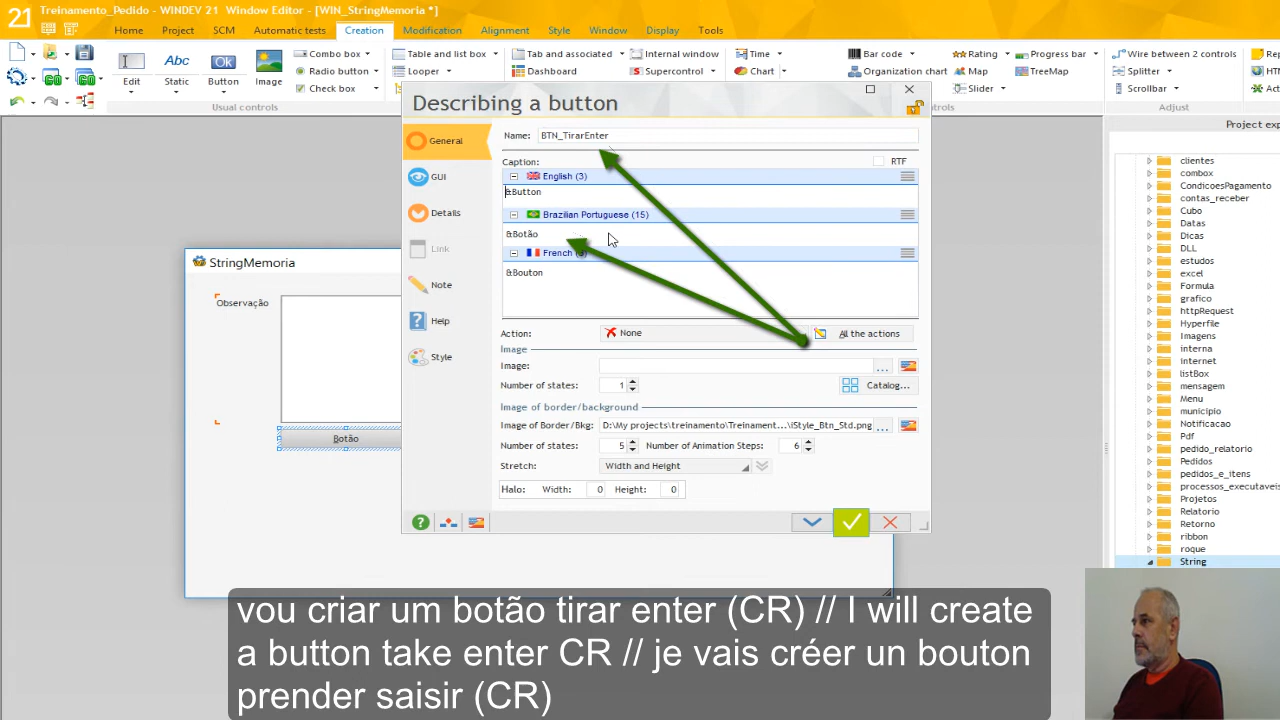 21
Treinamento_Pedido - WINDEV 21 Window Editor - [WIN_StringMemoria *]
Home Project SCM Automatic tests Creation Modification Alignment Style Window Display Tools
Combo box Table and list box Tab and associated Internal window Time Bar code Rating Progress bar Wire between 2 controls
Edit Static Button Image
Radio button Looper Dashboard Supercontrol Chart Organization chart Map TreeMap Splitter
Check box Slider Scrollbar
Usual controls
Adjust
Describing a button
General
GUI
Details
Link
Note
Help
Style
Name: BTN_TirarEnter
Caption: RTF
English (3)
&Button
Brazilian Portuguese (15)
&Botão
French
&Bouton
Action: None All the actions
Image
Image: ...
Number of states: 1 Catalog...
Image of border/background
Image of Border/Bkg: D:\My projects\treinamento\Treinament...\iStyle_Btn_Std.png ...
Number of states: 5 Number of Animation Steps: 6
Stretch: Width and Height
Halo: Width: 0 Height: 0
StringMemoria
Observação
Botão
clientes
combox
CondicoesPagamento
contas_receber
Cubo
Datas
Dicas
DLL
estudos
excel
Formula
grafico
httpRequest
Hyperfile
Imagens
interna
internet
listBox
mensagem
Menu
municipio
Notificacao
Pdf
pedido_relatorio
Pedidos
pedidos_e_itens
processos_executaveis
Projetos
Relatorio
Retorno
ribbon
roque
String
vou criar um botão tirar enter (CR) // I will create
a button take enter CR // je vais créer un bouton
prender saisir (CR)